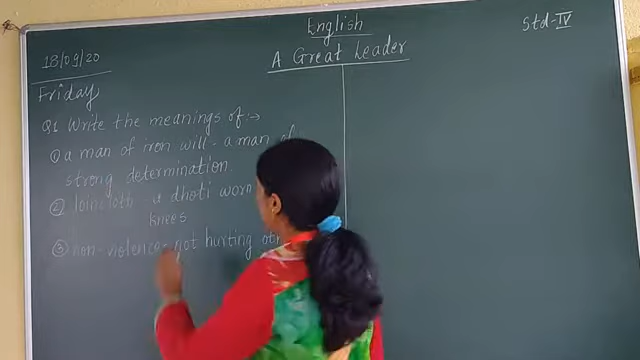 English
Std-IV
18/09/20
A Great Leader
Friday
Q1 Write the meanings of :→
① a man of iron will - a man of
strong determination.
② loincloth a dhoti worn
knees
③ non-violence - not hurting